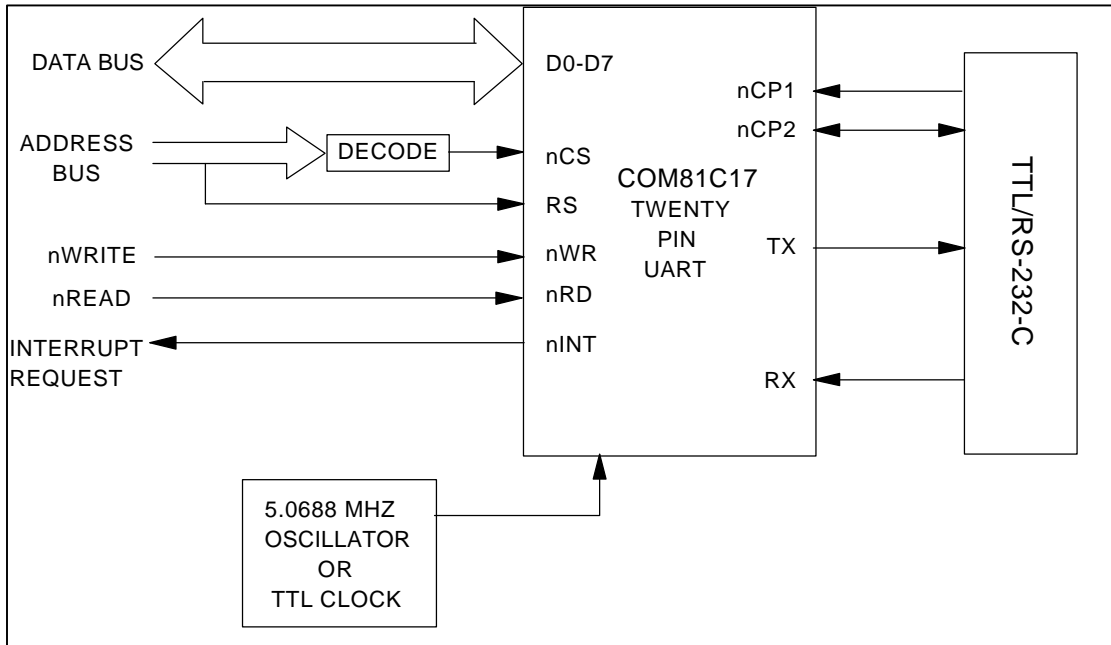 DATA BUS
D0-D7
nCP1
nCP2
ADDRESS
BUS
DECODE
nCS
COM81C17
TWENTY
PIN
UART
RS
nWRITE
nWR
TX
nREAD
nRD
INTERRUPT
REQUEST
nINT
RX
TTL/RS-232-C
5.0688 MHZ
OSCILLATOR
OR
TTL CLOCK